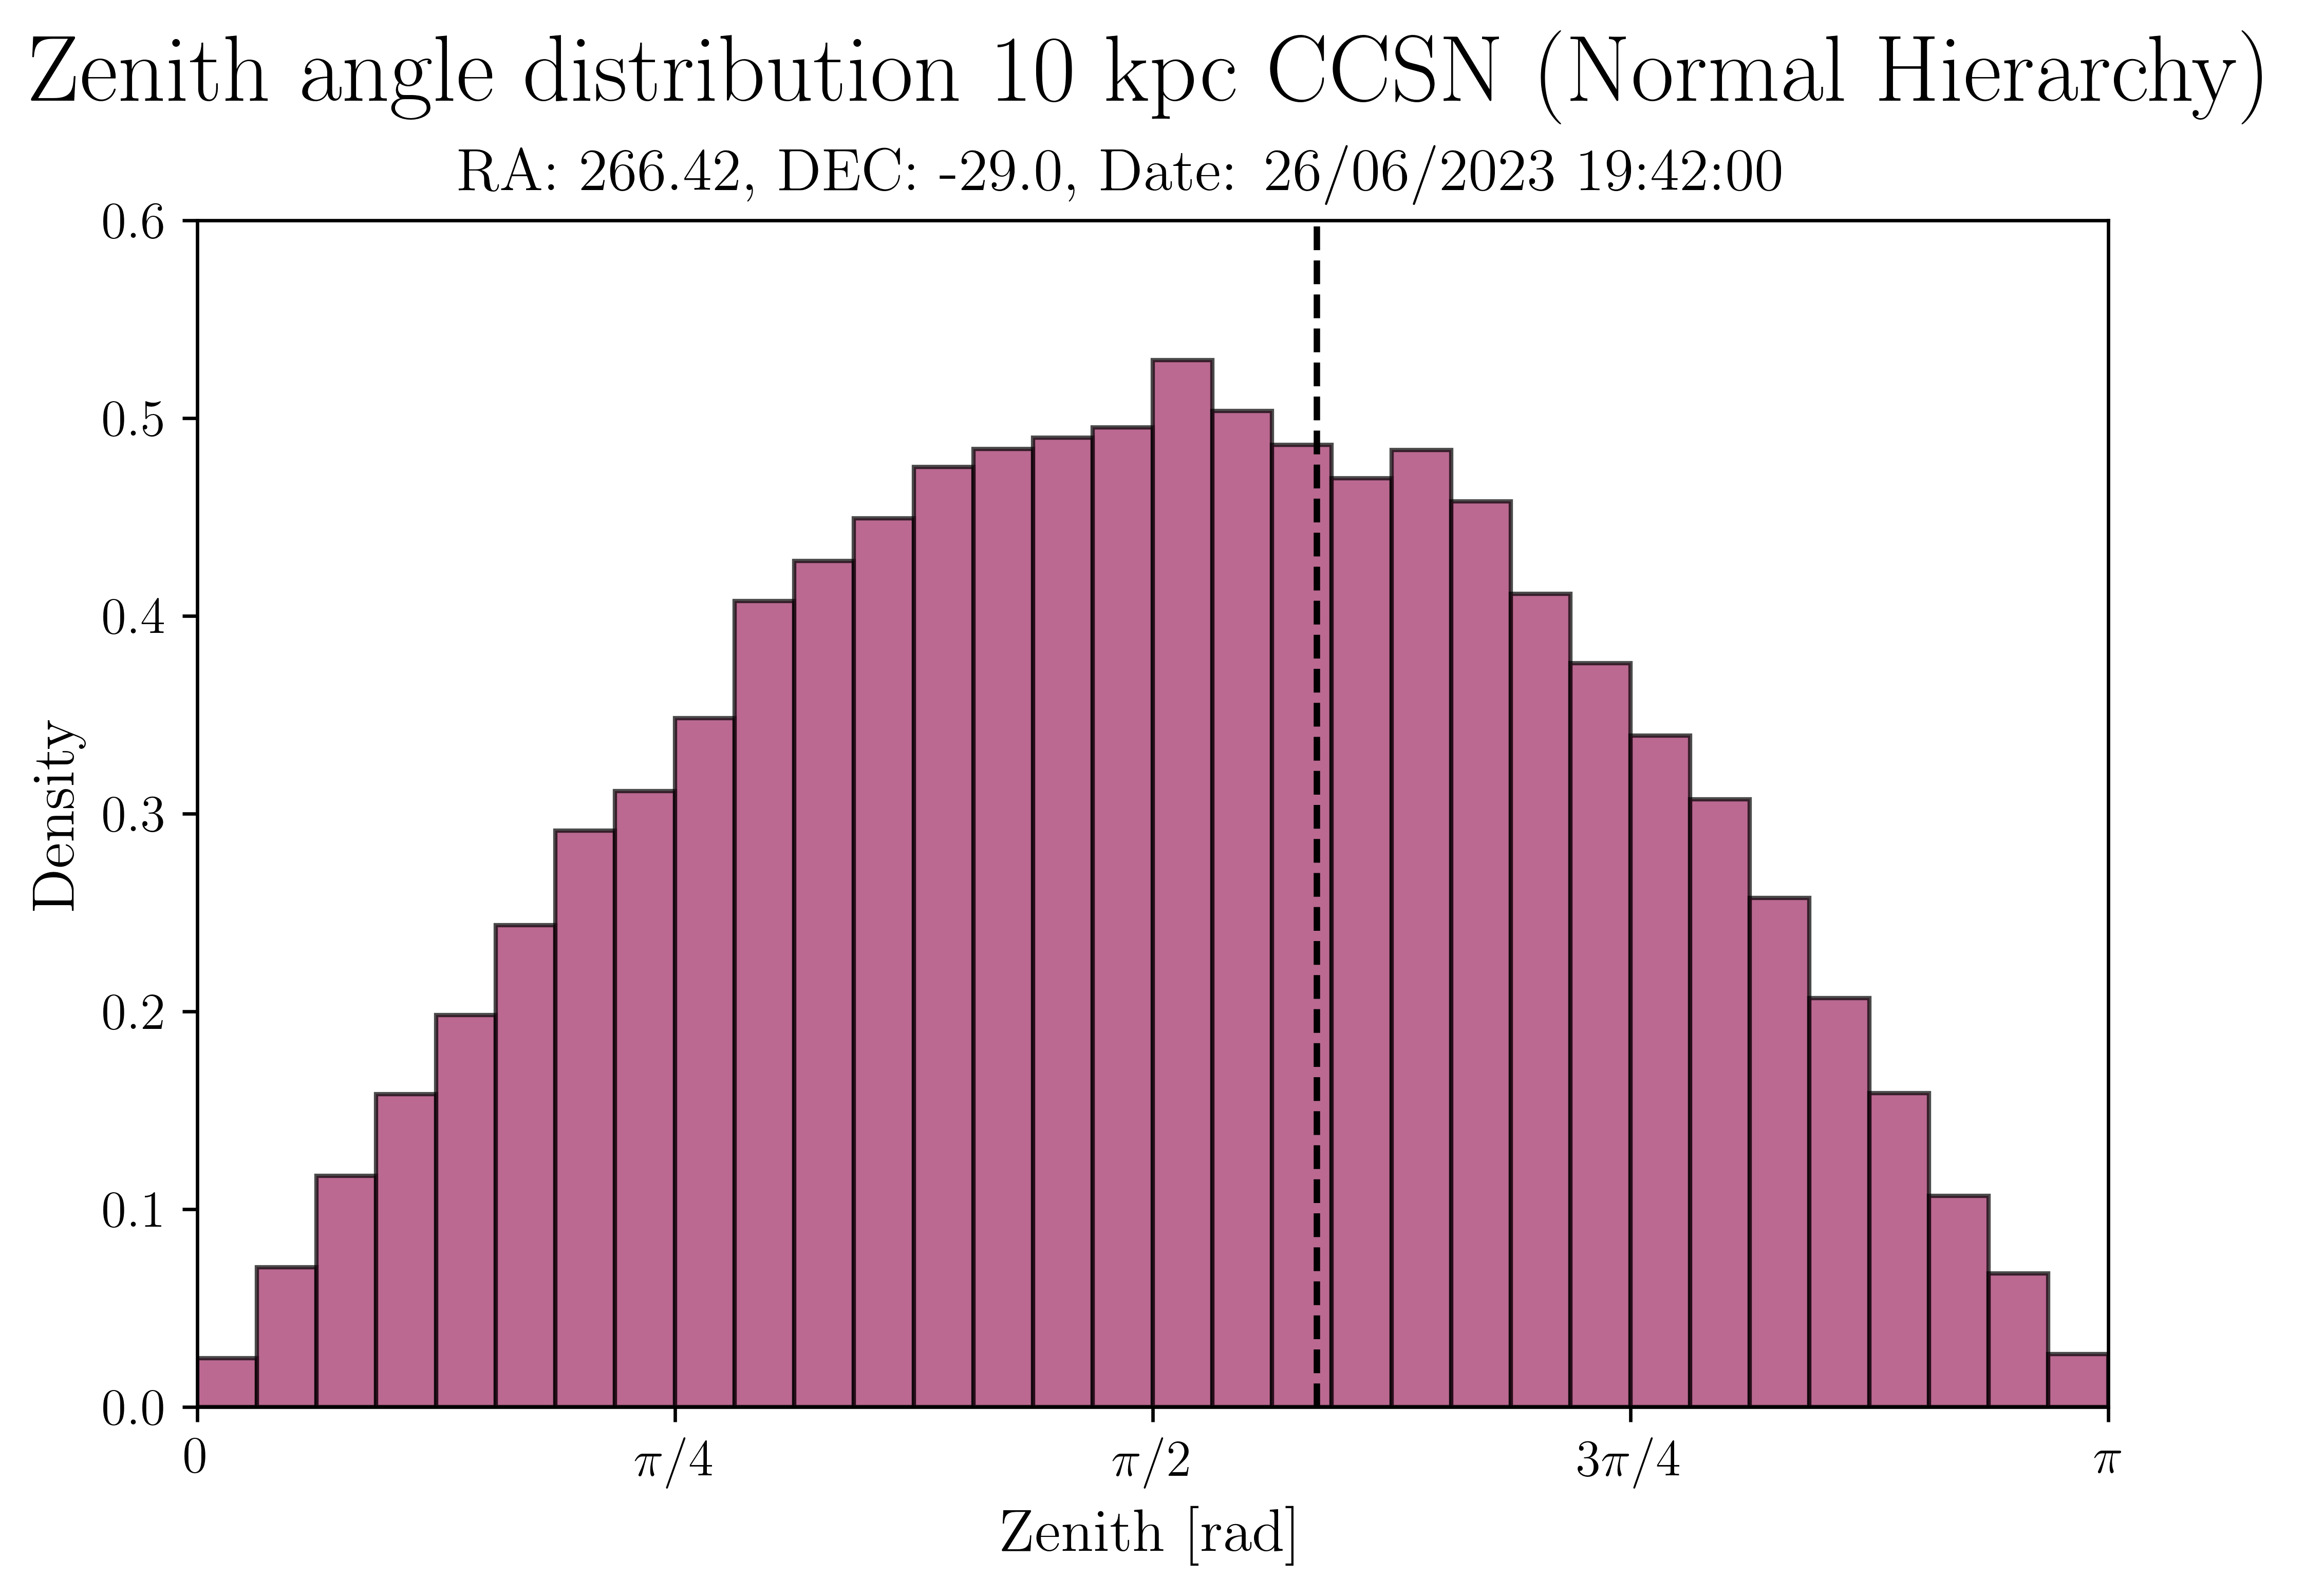 Zenith angle distribution 10 kpc CCSN (Normal Hierarchy)
RA: 266.42, DEC: -29.0, Date: 26/06/2023 19:42:00
0.6
0.5
0.4
0.3
0.2
0.1
0.0
Density
0 π/4 π/2 3π/4 π
Zenith [rad]